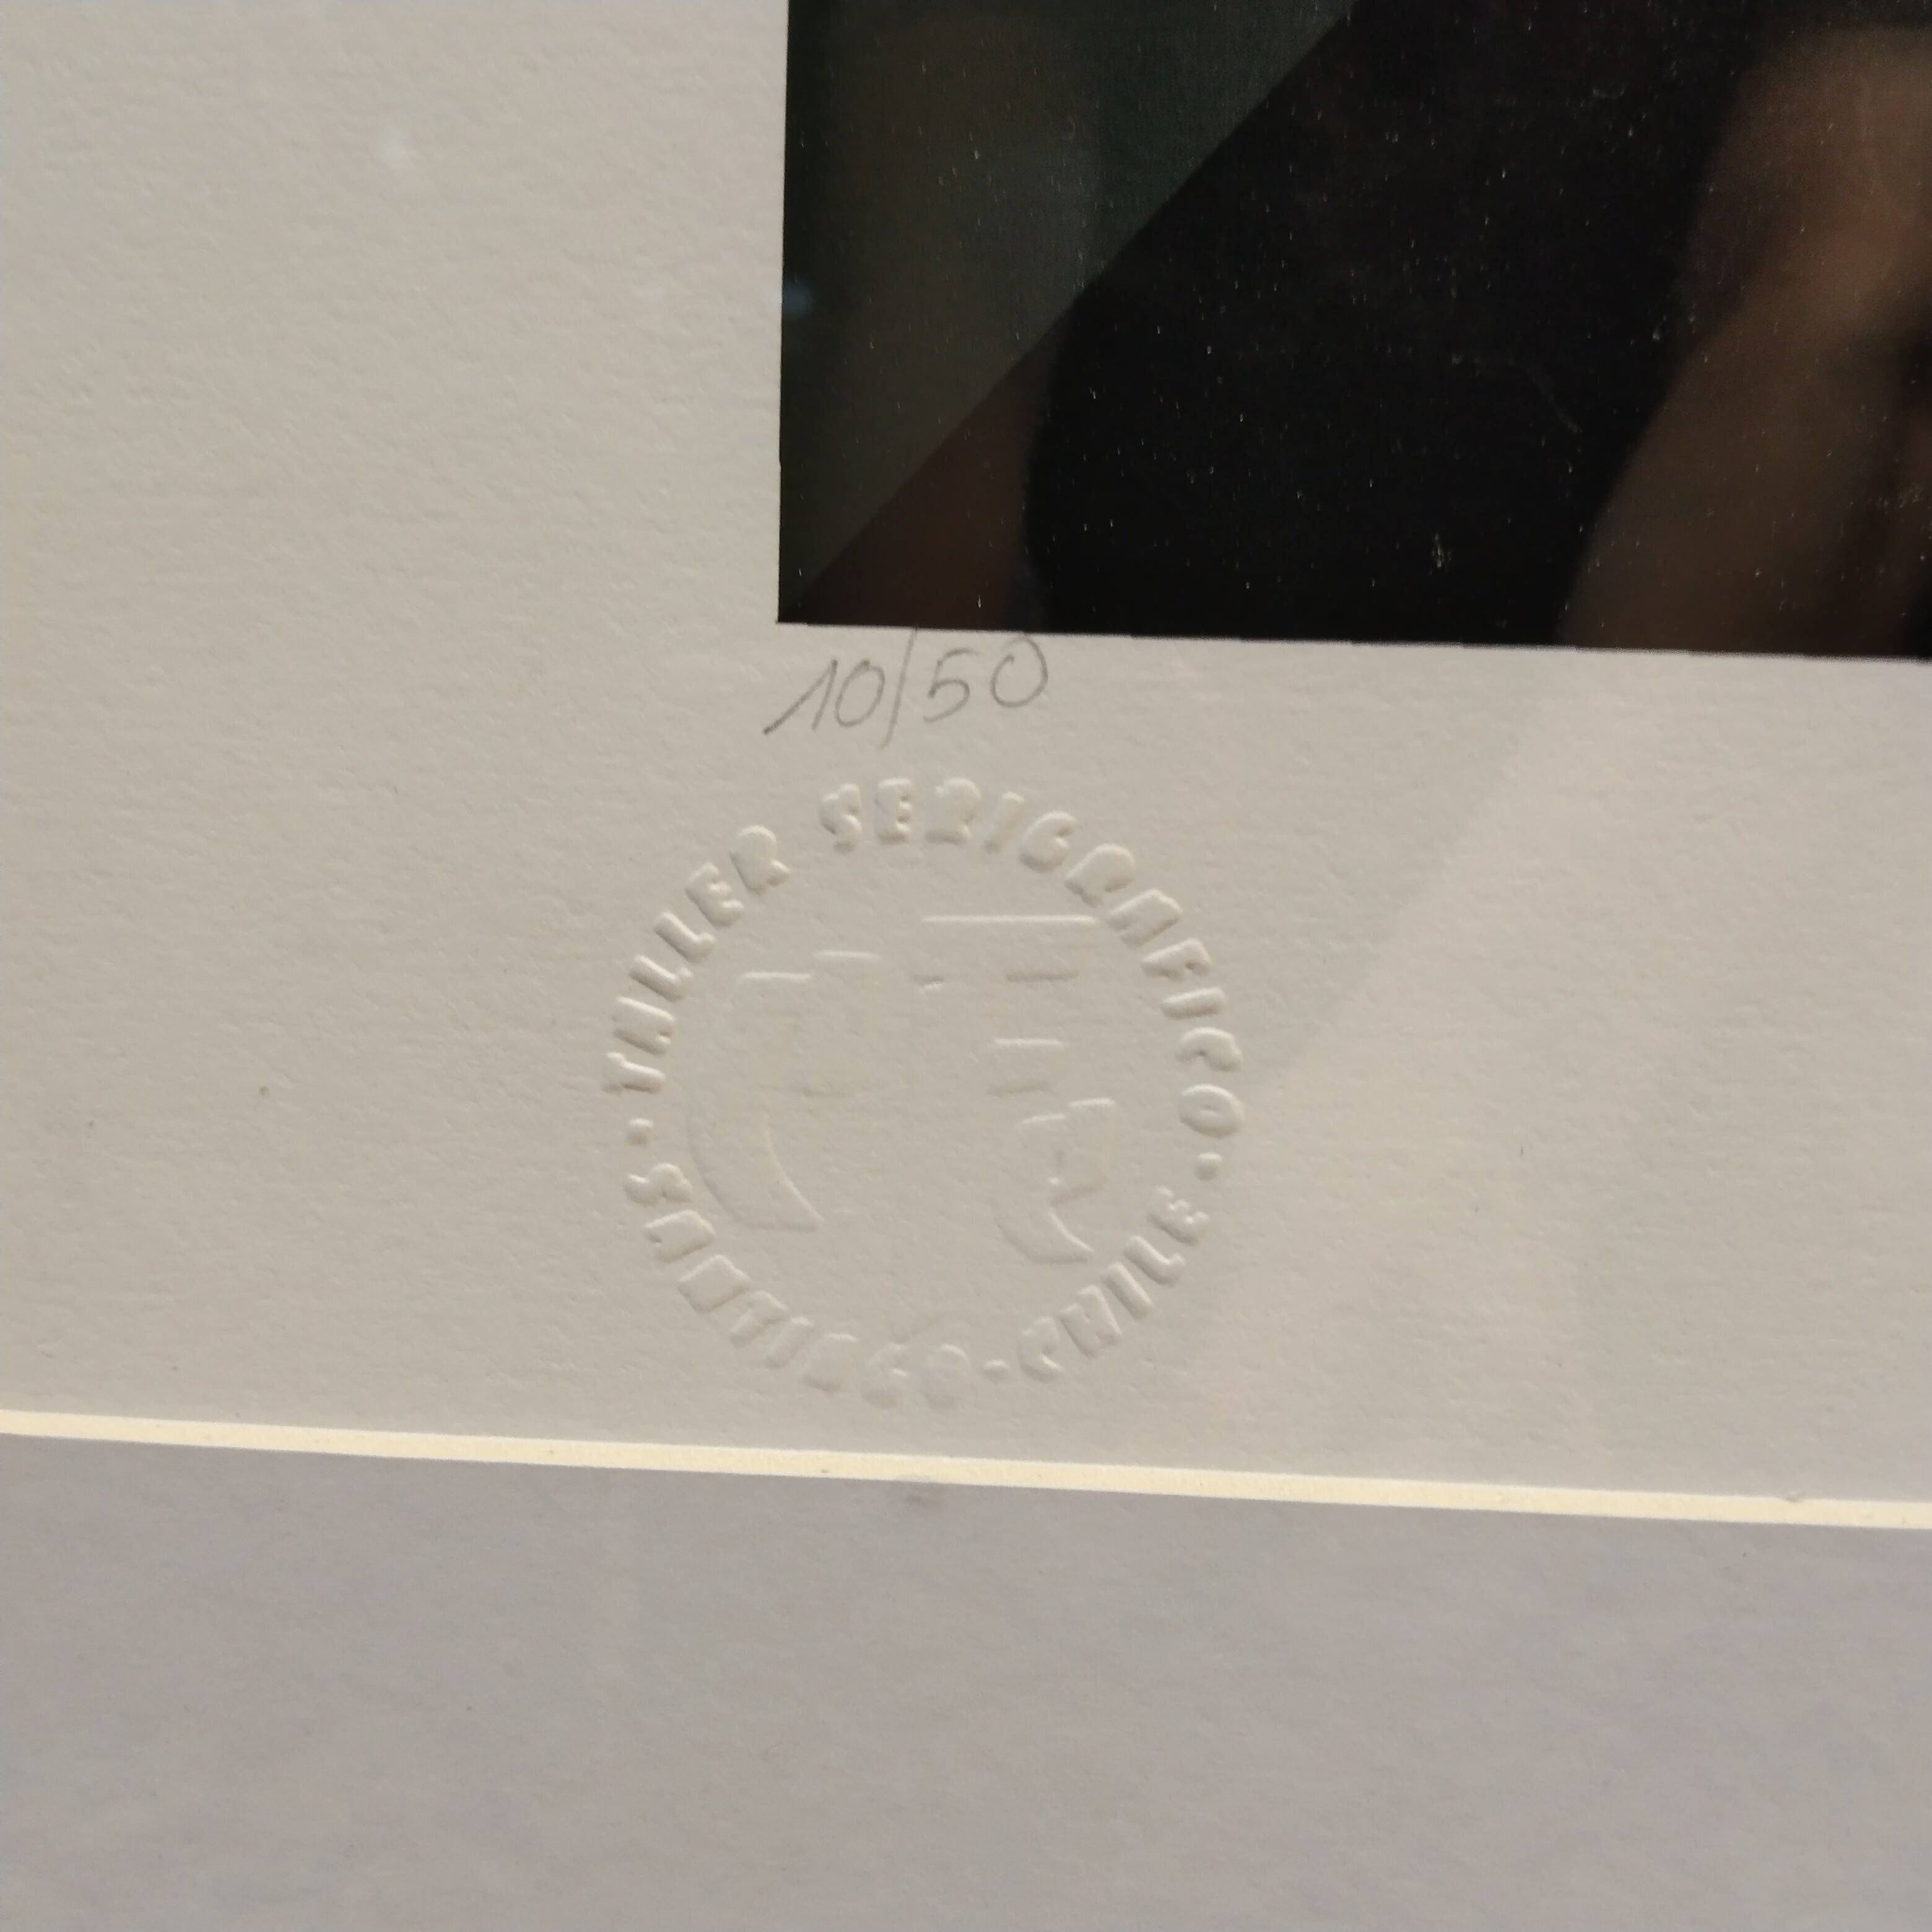 10/50
TALLER SERIGRAFICO
· SANTIAGO-CHILE ·